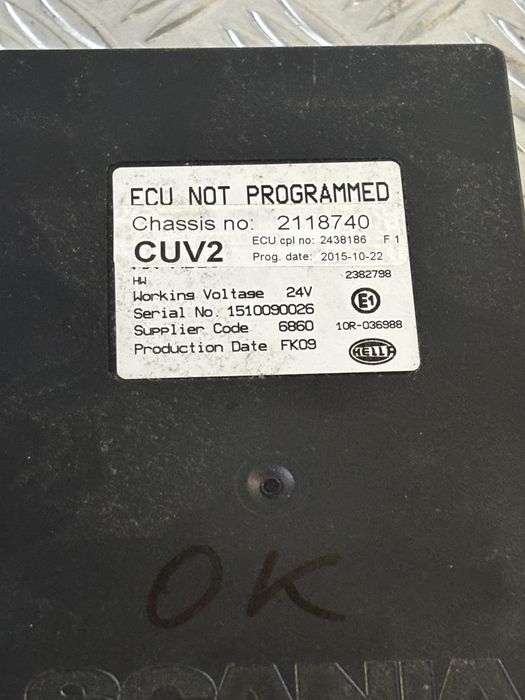 ECU NOT PROGRAMMED
Chassis no: 2118740
CUV2 ECU cpl no: 2438186 F 1
Prog. date: 2015-10-22
HW 2382798
Working Voltage 24V E1
Serial No. 1510090026
Supplier Code 6860 10R-036988
Production Date FK09 HELLA
OK
SCANIA